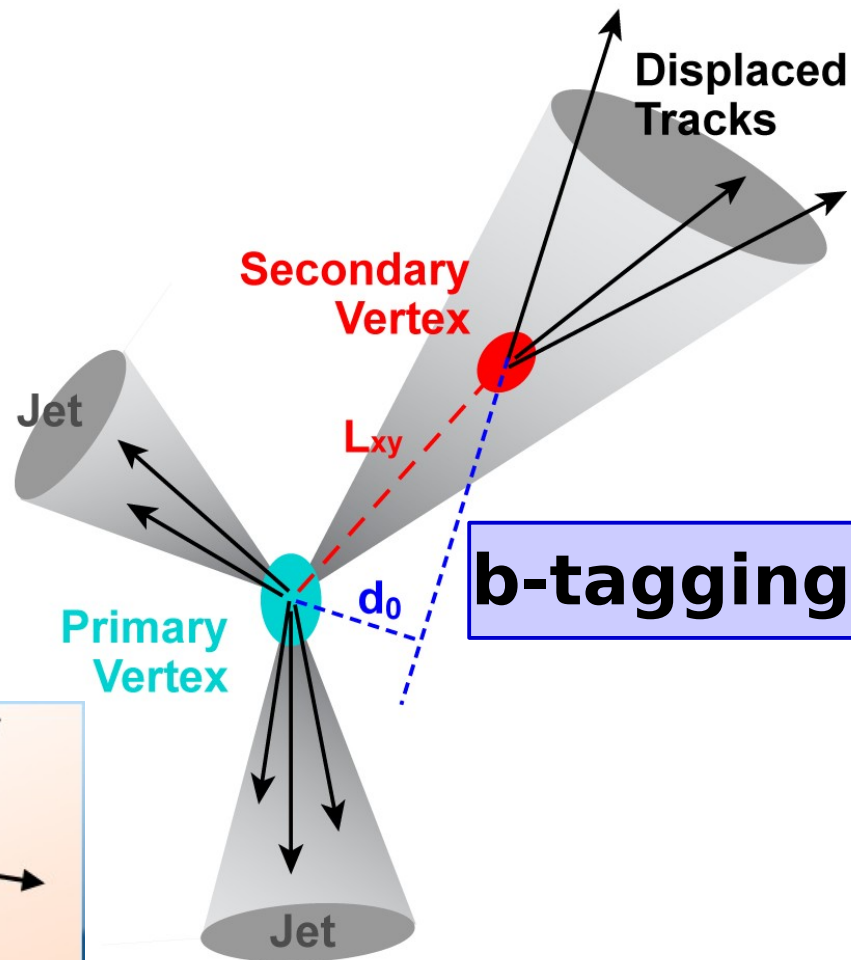 Displaced
Tracks
Secondary
Vertex
Jet
Lxy
b-tagging
d0
Primary
Vertex
Jet